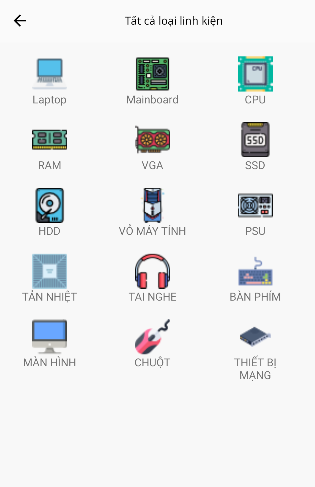 Tất cả loại linh kiện
Laptop
Mainboard
CPU
RAM
VGA
SSD
SSD
HDD
VỎ MÁY TÍNH
PSU
TẢN NHIỆT
TAI NGHE
BÀN PHÍM
MÀN HÌNH
CHUỘT
THIẾT BỊ
MẠNG